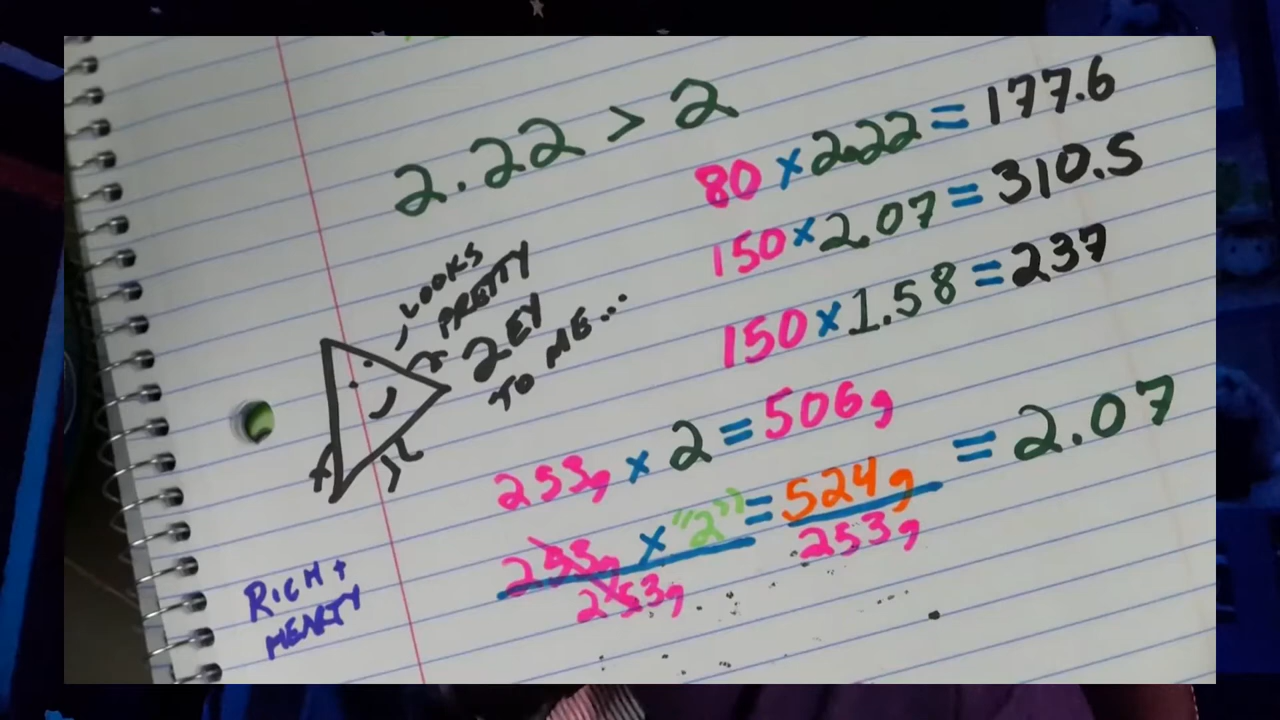 2.22 > 2
80 × 2.22 = 177.6
150 × 2.07 = 310.5
150 × 1.58 = 237
LOOKS
PRETTY
2EY
TO ME...
253g × 2 = 506g
253g × "2" = 524g = 2.07
253g 253g
RICH +
HEARTY